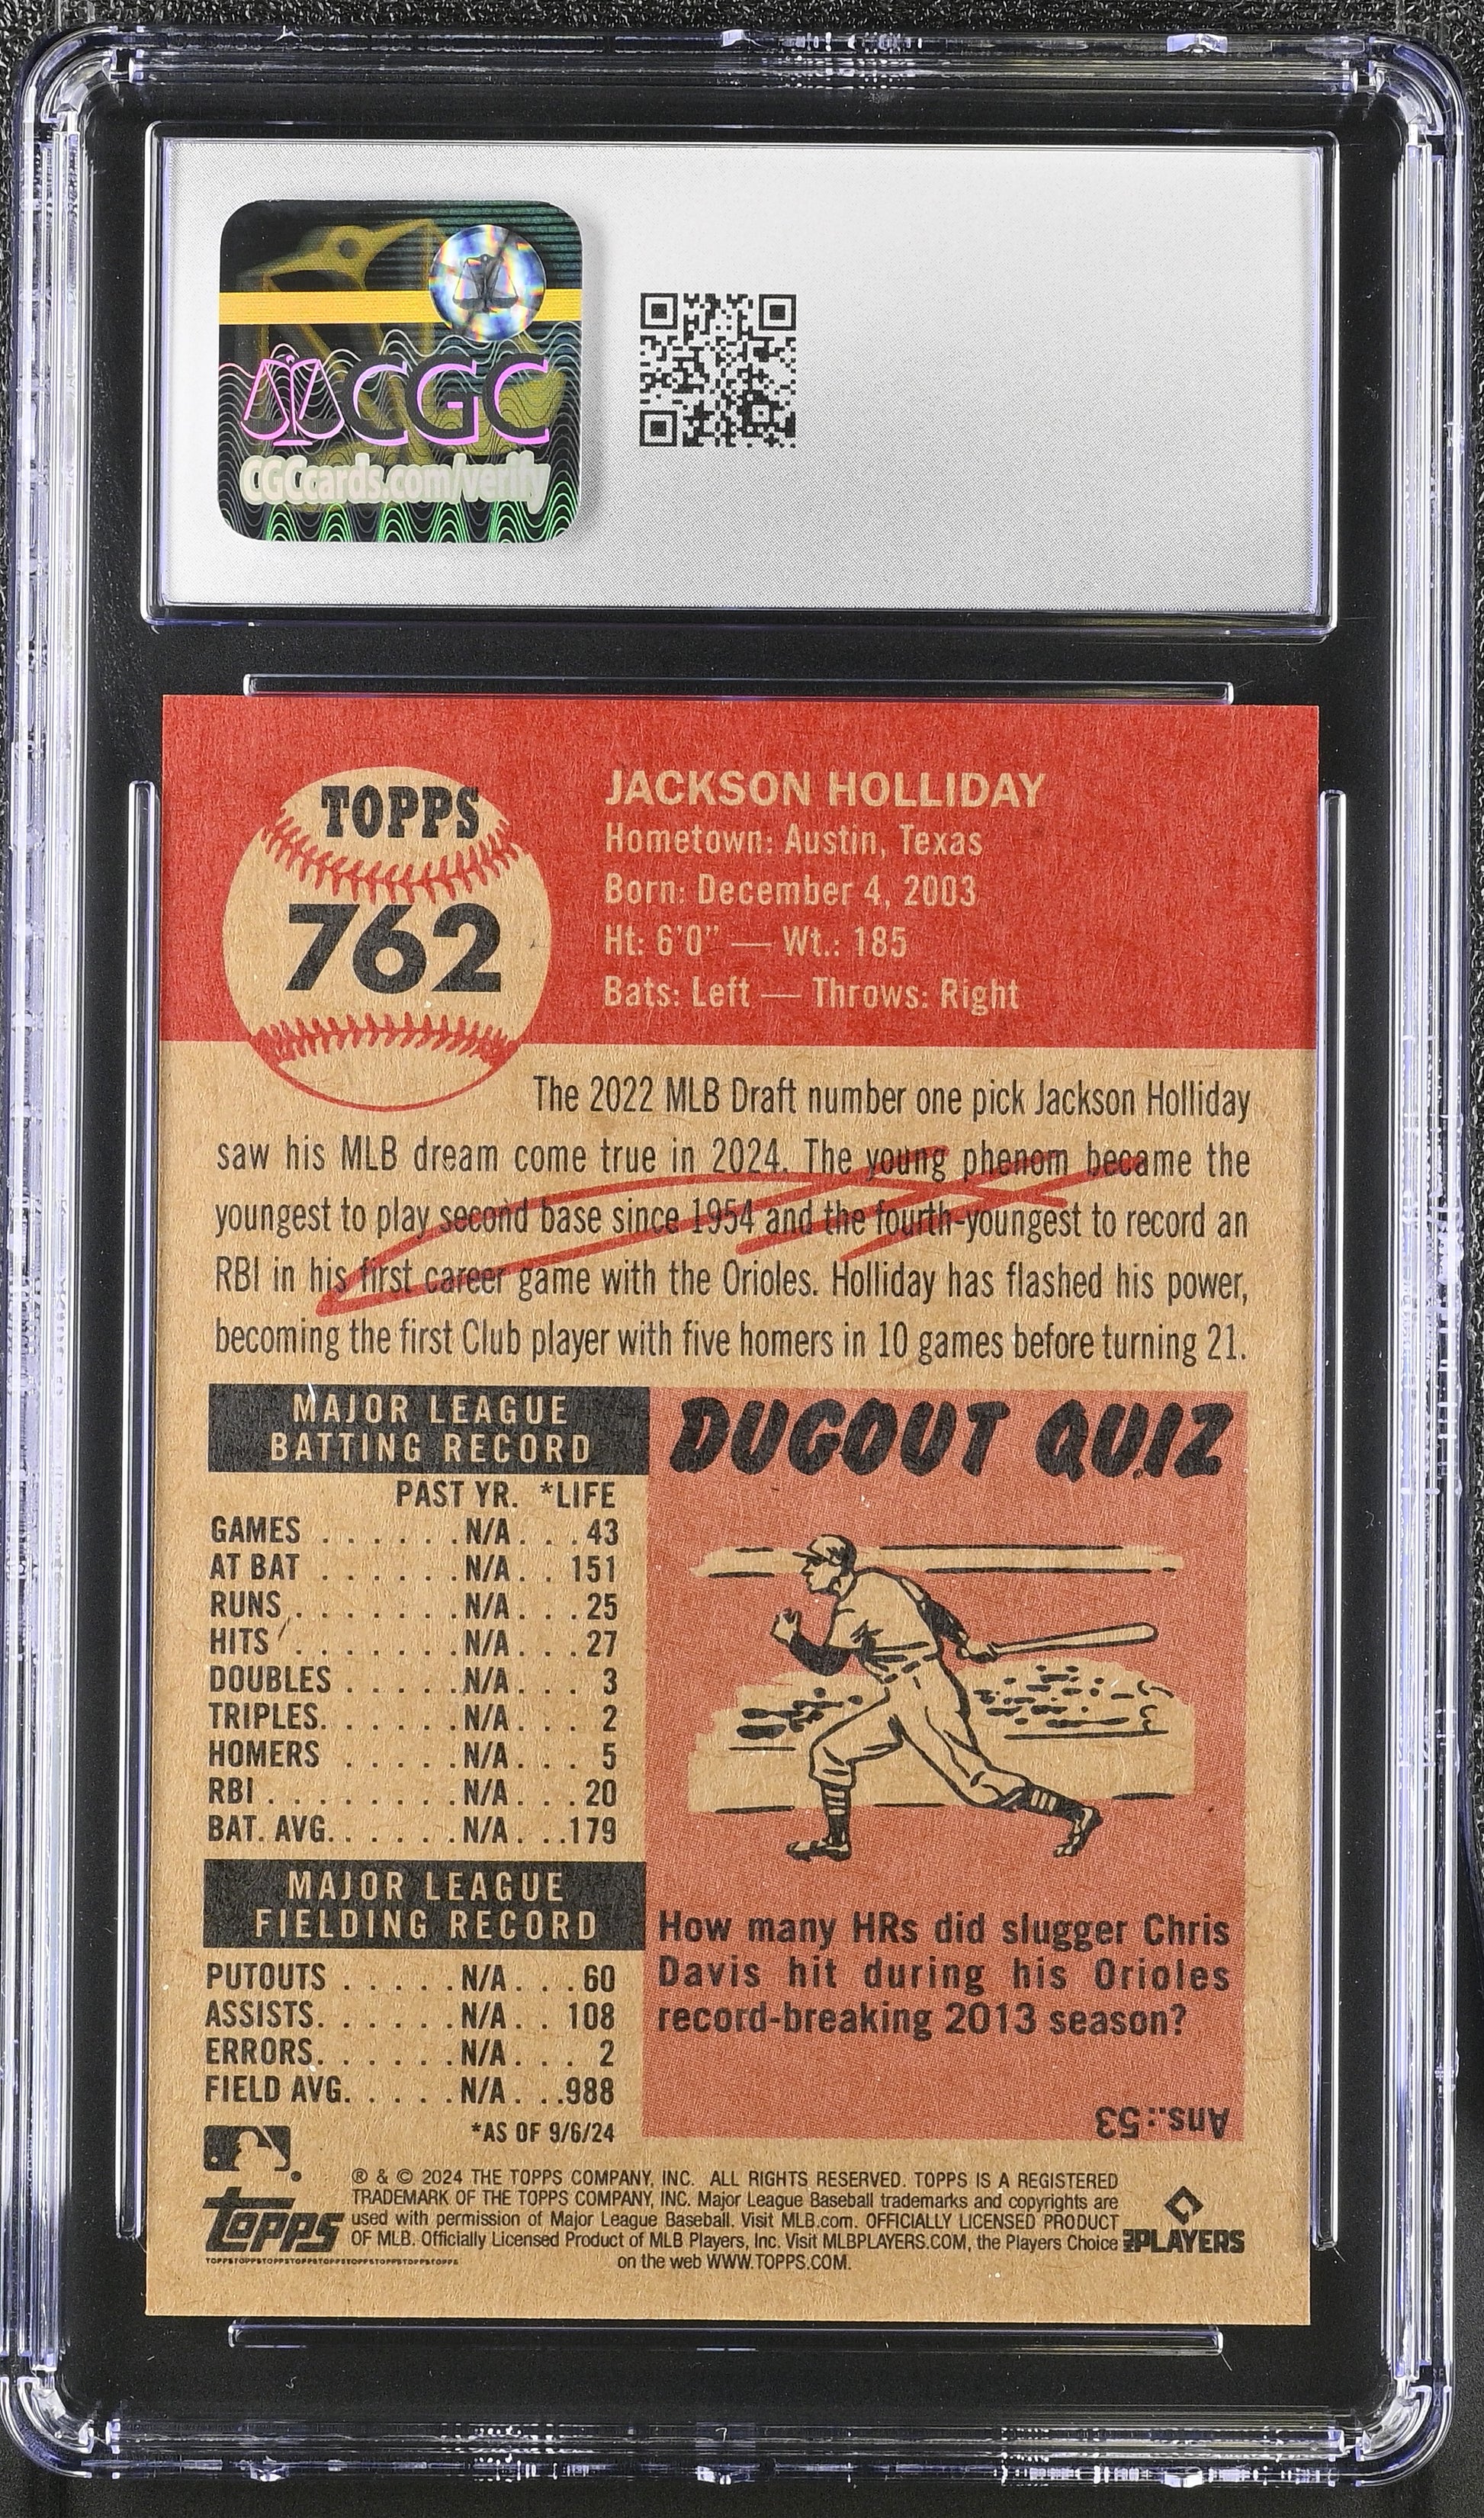 CGC
CGCcards.com/verify
TOPPS
762
JACKSON HOLLIDAY
Hometown: Austin, Texas
Born: December 4, 2003
Ht: 6'0" — Wt.: 185
Bats: Left — Throws: Right
The 2022 MLB Draft number one pick Jackson Holliday
saw his MLB dream come true in 2024. The young phenom became the
youngest to play second base since 1954 and the fourth-youngest to record an
RBI in his first career game with the Orioles. Holliday has flashed his power,
becoming the first Club player with five homers in 10 games before turning 21.
MAJOR LEAGUE
BATTING RECORD
PAST YR. *LIFE
GAMES . . . . . . N/A . . . 43
AT BAT . . . . . . N/A . . 151
RUNS . . . . . . . N/A . . . 25
HITS . . . . . . . N/A . . . 27
DOUBLES . . . . . N/A . . . 3
TRIPLES. . . . . . N/A . . . 2
HOMERS . . . . . N/A . . . 5
RBI . . . . . . . . N/A . . . 20
BAT. AVG. . . . . . N/A . . .179
MAJOR LEAGUE
FIELDING RECORD
PUTOUTS . . . . . N/A . . . 60
ASSISTS. . . . . . N/A . . 108
ERRORS. . . . . . N/A . . . 2
FIELD AVG. . . . . N/A . . .988
*AS OF 9/6/24
DUGOUT QUIZ
How many HRs did slugger Chris
Davis hit during his Orioles
record-breaking 2013 season?
Ans.: 53
® & © 2024 THE TOPPS COMPANY, INC. ALL RIGHTS RESERVED. TOPPS IS A REGISTERED
TRADEMARK OF THE TOPPS COMPANY, INC. Major League Baseball trademarks and copyrights are
used with permission of Major League Baseball. Visit MLB.com. OFFICIALLY LICENSED PRODUCT
OF MLB. Officially Licensed Product of MLB Players, Inc. Visit MLBPLAYERS.COM, the Players Choice
on the web WWW.TOPPS.COM.
topps
TOPPSTOPPSTOPPSTOPPSTOPPSTOPPSTOPPSTOPPSTOPPS
PLAYERS